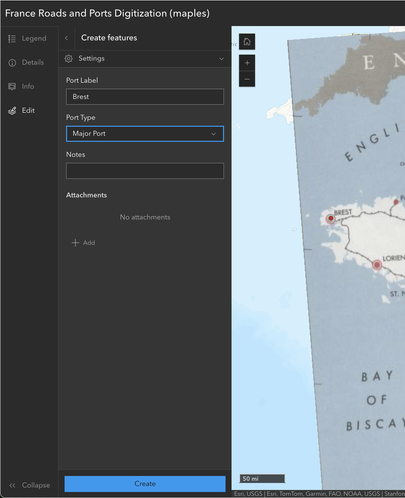 France Roads and Ports Digitization (maples)
Legend
Details
Info
Edit
Collapse
Create features
Settings
Port Label
Brest
Port Type
Major Port
Notes
Attachments
No attachments
Add
Create
E N
ENGLI
BREST
LORIEN
ST. N
BAY
OF
BISCAY
50 mi
Esri, USGS | Esri, TomTom, Garmin, FAO, NOAA, USGS | Stanfor